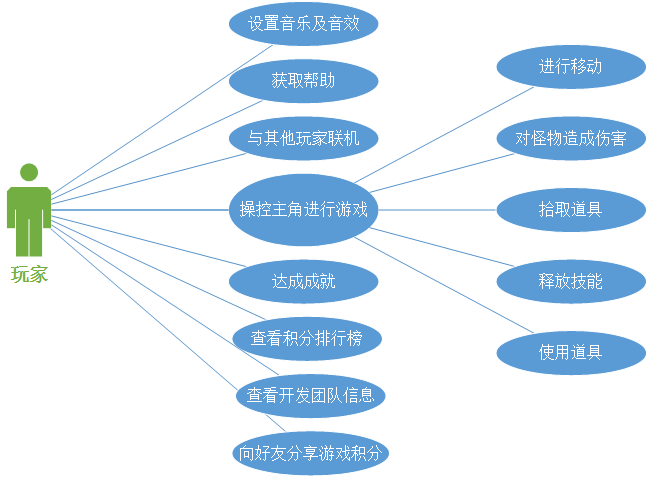 设置音乐及音效
获取帮助
与其他玩家联机
操控主角进行游戏
达成成就
查看积分排行榜
查看开发团队信息
向好友分享游戏积分
玩家
进行移动
对怪物造成伤害
拾取道具
释放技能
使用道具